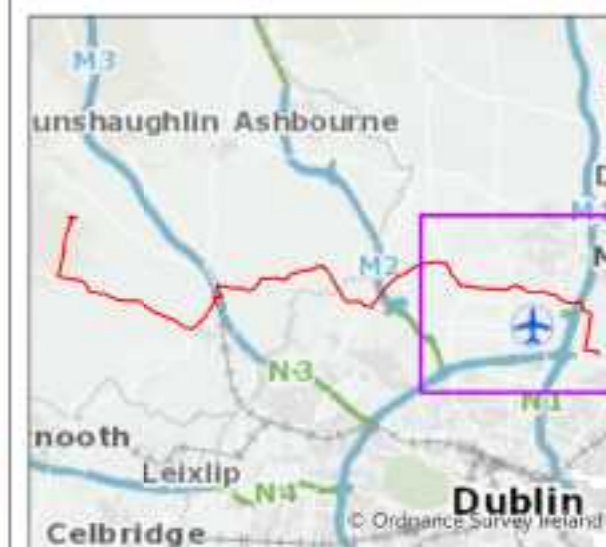 M3
unshaughlin Ashbourne
D
M
N
M2
N3
N1
nooth
Leixlip
N4
Dublin
© Ordnance Survey Ireland
Celbridge